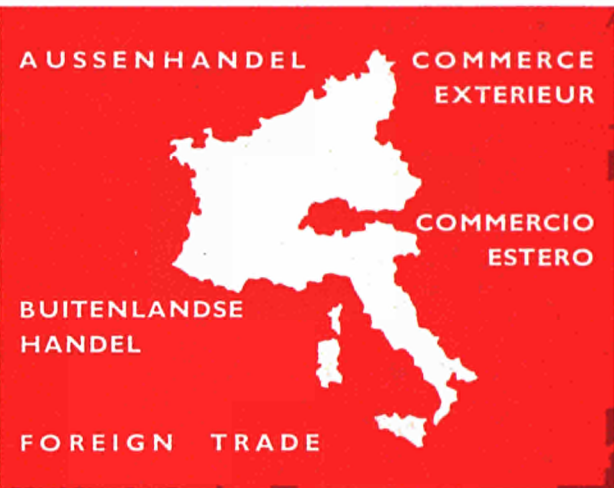 AUSSENHANDEL
COMMERCE
EXTERIEUR
COMMERCIO
ESTERO
BUITENLANDSE
HANDEL
FOREIGN TRADE